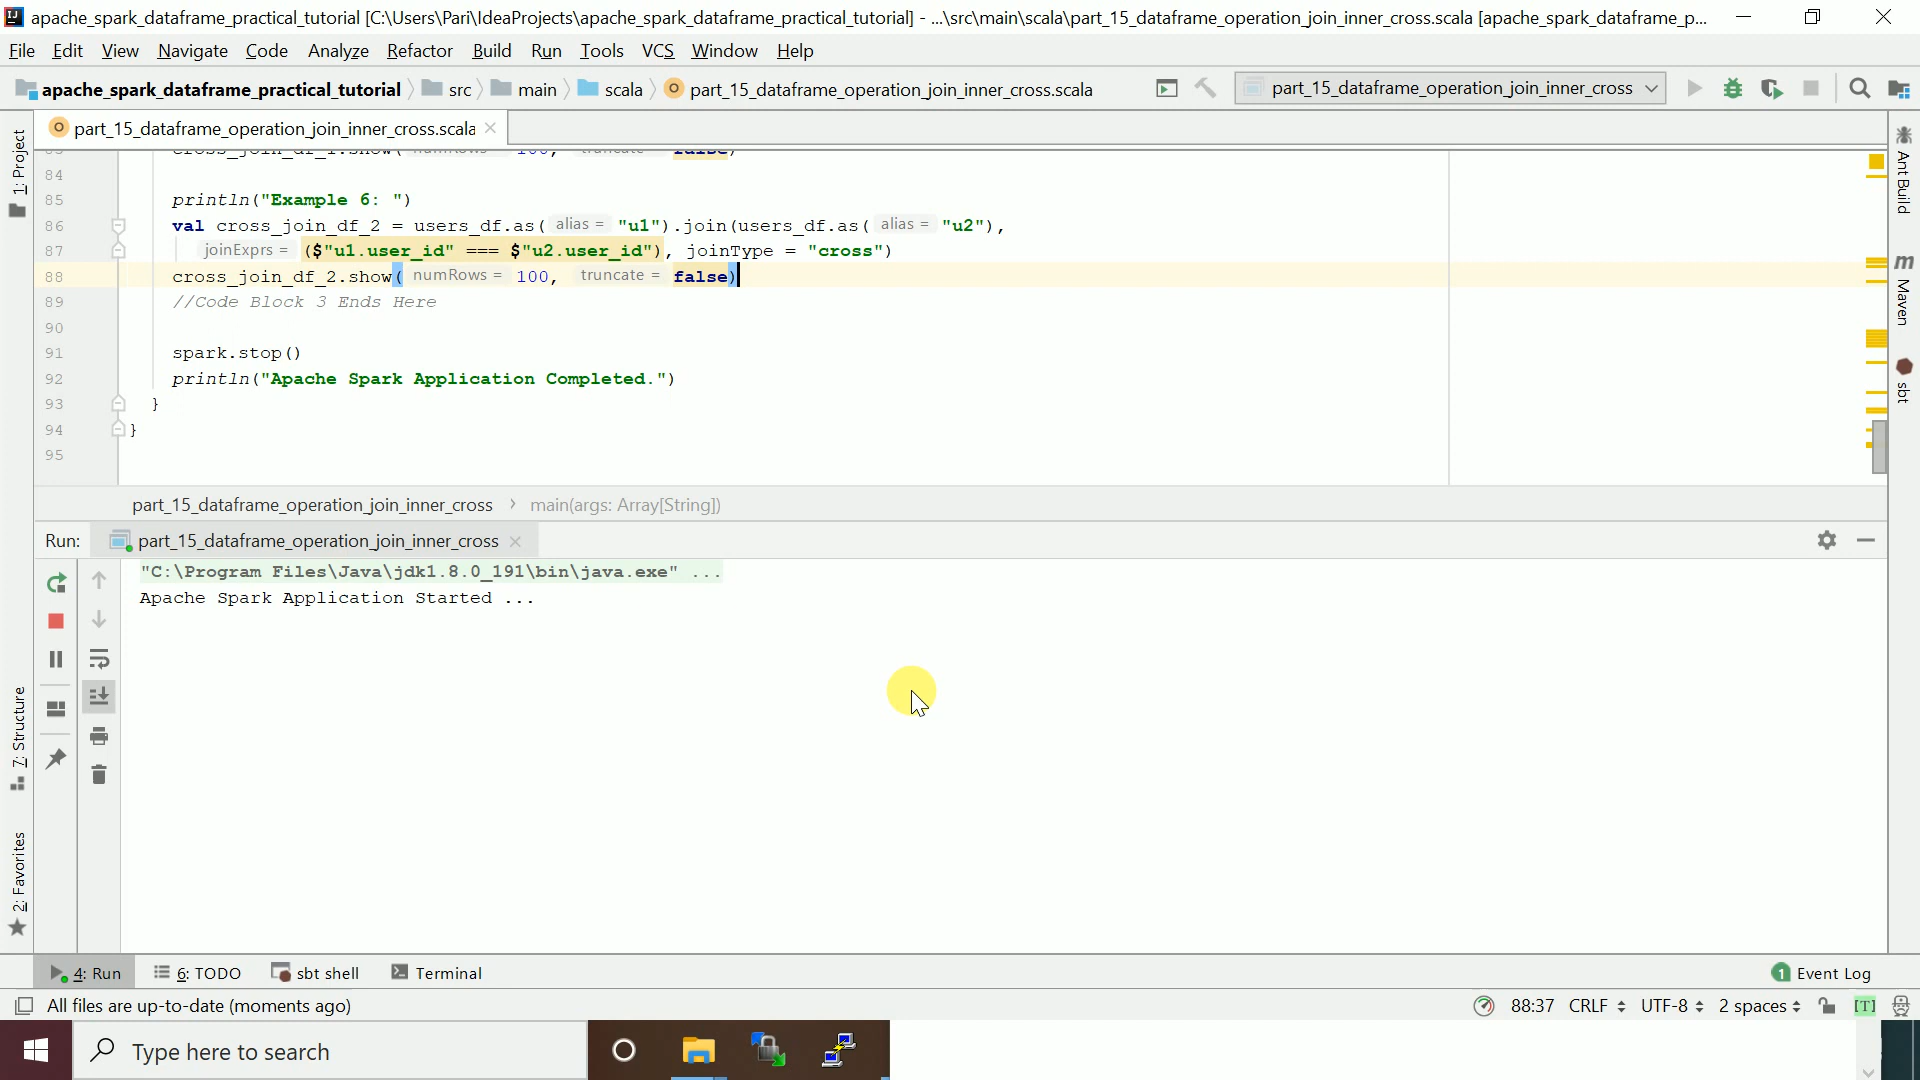 apache_spark_dataframe_practical_tutorial [C:\Users\Pari\IdeaProjects\apache_spark_dataframe_practical_tutorial] - ...\src\main\scala\part_15_dataframe_operation_join_inner_cross.scala [apache_spark_dataframe_p...
File Edit View Navigate Code Analyze Refactor Build Run Tools VCS Window Help
apache_spark_dataframe_practical_tutorial src main scala part_15_dataframe_operation_join_inner_cross.scala part_15_dataframe_operation_join_inner_cross
part_15_dataframe_operation_join_inner_cross.scala
84
85 println("Example 6: ")
86 val cross_join_df_2 = users_df.as( alias = "u1").join(users_df.as( alias = "u2"),
87 joinExprs = ($"u1.user_id" === $"u2.user_id"), joinType = "cross")
88 cross_join_df_2.show( numRows = 100, truncate = false)
89 //Code Block 3 Ends Here
90
91 spark.stop()
92 println("Apache Spark Application Completed.")
93 }
94 }
95
part_15_dataframe_operation_join_inner_cross › main(args: Array[String])
Run: part_15_dataframe_operation_join_inner_cross
"C:\Program Files\Java\jdk1.8.0_191\bin\java.exe" ...
Apache Spark Application Started ...
1: Project
7: Structure
2: Favorites
Ant Build
m Maven
sbt
4: Run 6: TODO sbt shell Terminal 1 Event Log
All files are up-to-date (moments ago) 88:37 CRLF UTF-8 2 spaces [T]
Type here to search